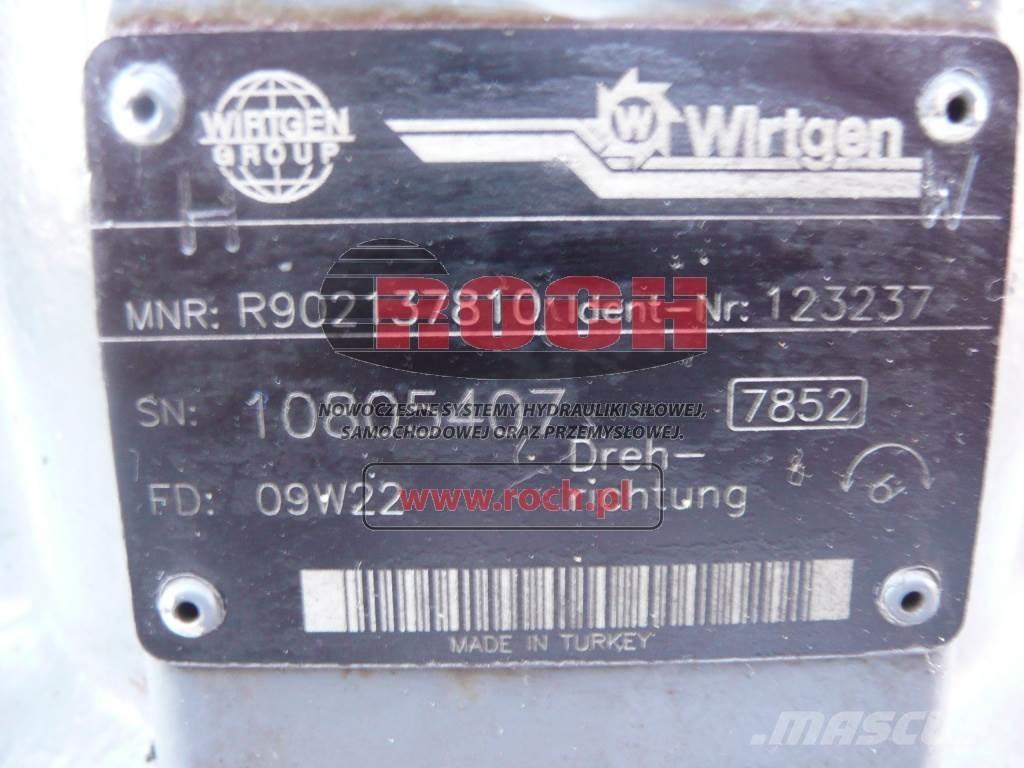 WIRTGEN
GROUP
W
Wirtgen
MNR: R902137810 Ident-Nr: 123237
ROCH
SN: 10805407 7852
NOWOCZESNE SYSTEMY HYDRAULIKI SIŁOWEJ,
SAMOCHODOWEJ ORAZ PRZEMYSŁOWEJ.
Dreh-
FD: 09W22 richtung
www.roch.pl
MADE IN TURKEY
MASCUS